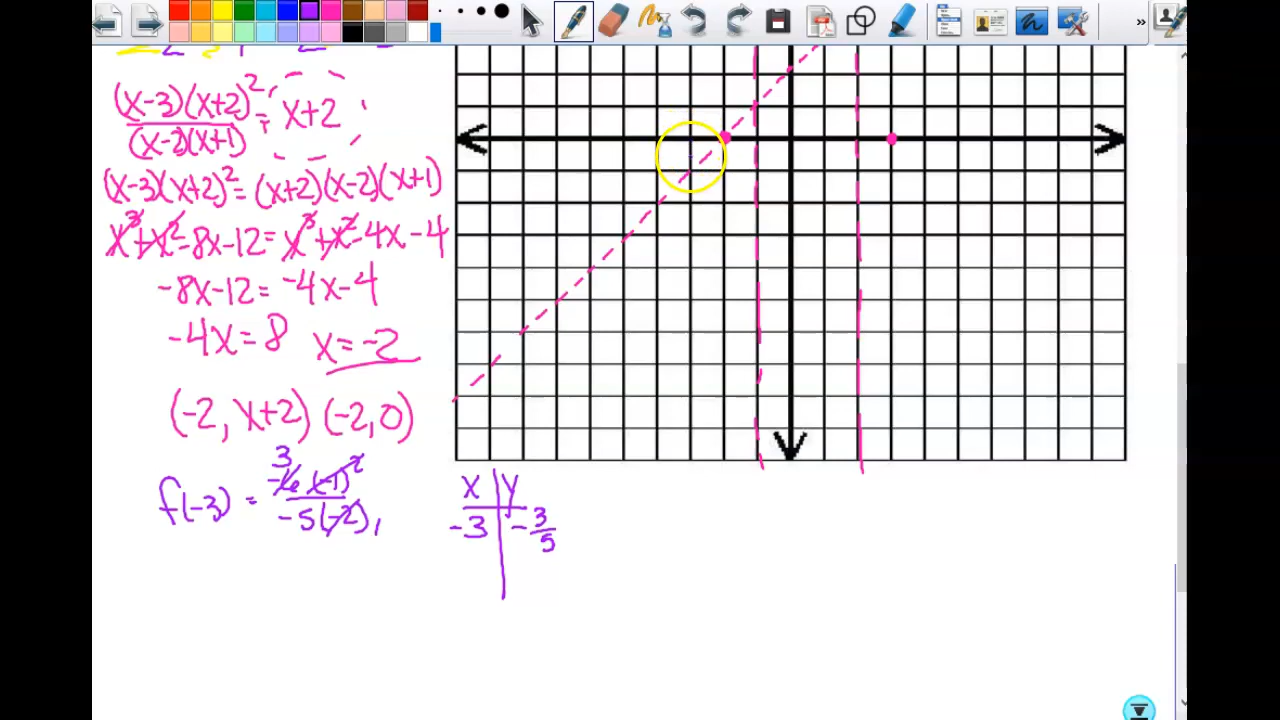 (x-3)(x+2)² / (x-2)(x+1) = x+2
(x-3)(x+2)² = (x+2)(x-2)(x+1)
x³+x²-8x-12 = x³+x²-4x-4
-8x-12 = -4x-4
-4x = 8 x = -2
(-2, x+2) (-2, 0)
f(-3) = 3 -6(-1)² / -5(-2) 1
x y
-3 -3/5
»